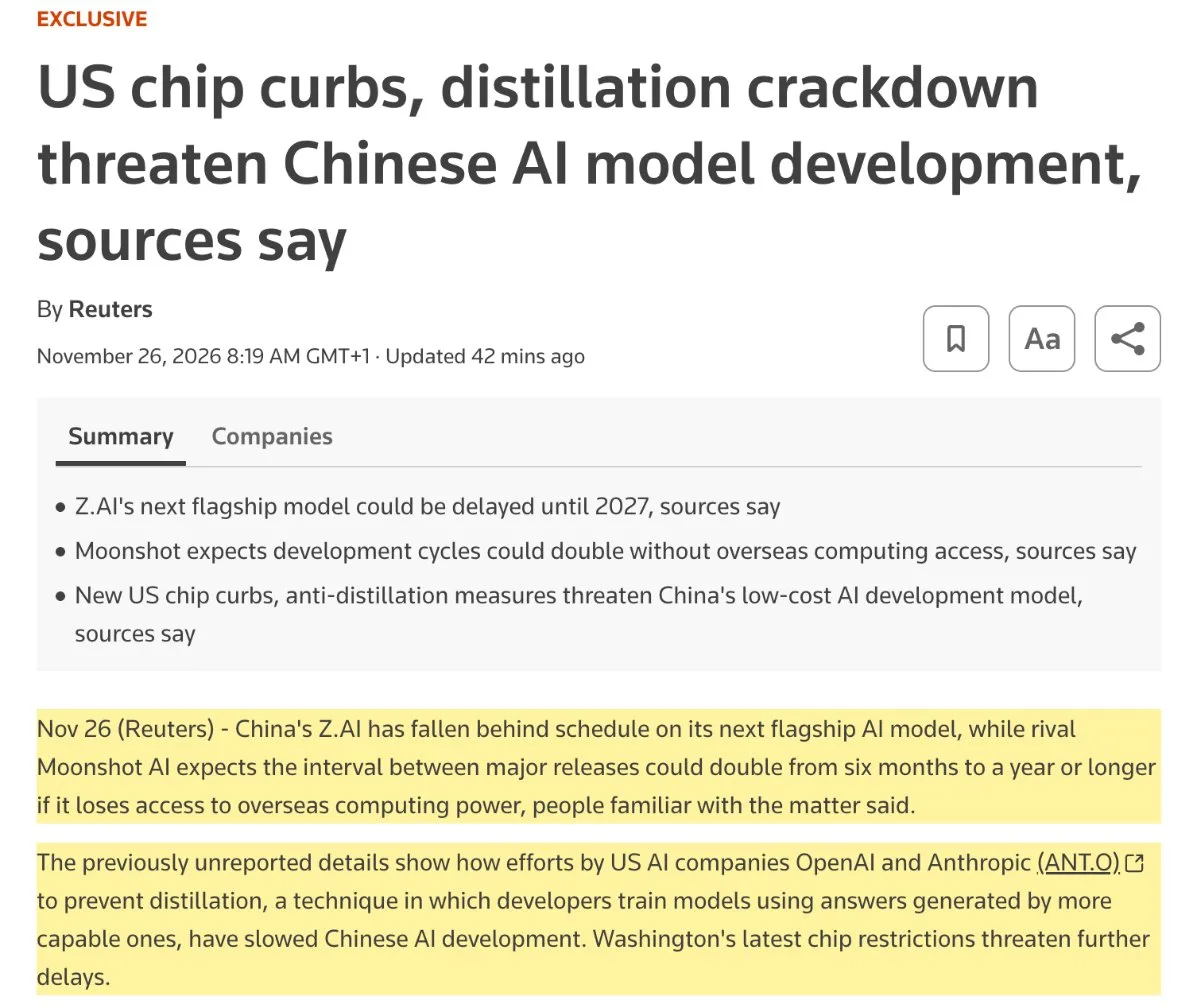 EXCLUSIVE
US chip curbs, distillation crackdown
threaten Chinese AI model development,
sources say
By Reuters
November 26, 2026 8:19 AM GMT+1 · Updated 42 mins ago
Aa
Summary Companies
• Z.AI's next flagship model could be delayed until 2027, sources say
• Moonshot expects development cycles could double without overseas computing access, sources say
• New US chip curbs, anti-distillation measures threaten China's low-cost AI development model,
sources say
Nov 26 (Reuters) - China's Z.AI has fallen behind schedule on its next flagship AI model, while rival
Moonshot AI expects the interval between major releases could double from six months to a year or longer
if it loses access to overseas computing power, people familiar with the matter said.
The previously unreported details show how efforts by US AI companies OpenAI and Anthropic (ANT.O)
to prevent distillation, a technique in which developers train models using answers generated by more
capable ones, have slowed Chinese AI development. Washington's latest chip restrictions threaten further
delays.